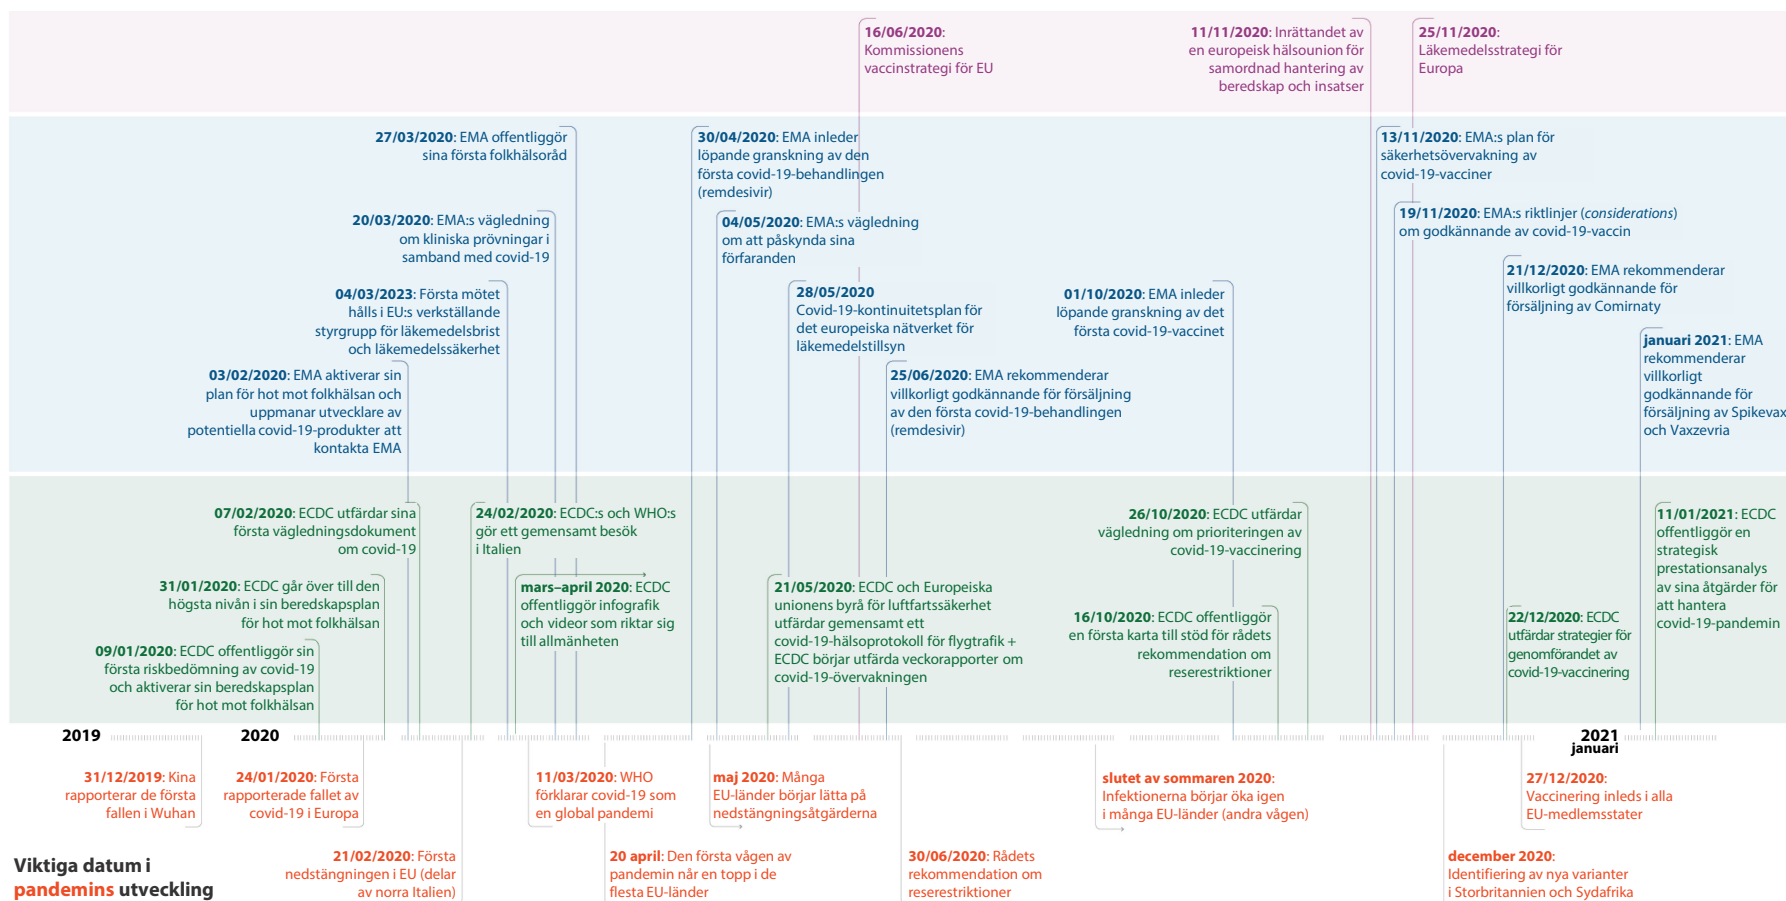 16/06/2020:
Kommissionens
vaccinstrategi för EU
11/11/2020: Inrättandet av
en europeisk hälsounion för
samordnad hantering av
beredskap och insatser
25/11/2020:
Läkemedelsstrategi för
Europa
27/03/2020: EMA offentliggör
sina första folkhälsoråd
30/04/2020: EMA inleder
löpande granskning av den
första covid-19-behandlingen
(remdesivir)
13/11/2020: EMA:s plan för
säkerhetsövervakning av
covid-19-vacciner
20/03/2020: EMA:s vägledning
om kliniska prövningar i
samband med covid-19
04/05/2020: EMA:s vägledning
om att påskynda sina
förfaranden
19/11/2020: EMA:s riktlinjer (considerations)
om godkännande av covid-19-vaccin
04/03/2023: Första mötet
hålls i EU:s verkställande
styrgrupp för läkemedelsbrist
och läkemedelssäkerhet
28/05/2020
Covid-19-kontinuitetsplan för
det europeiska nätverket för
läkemedelstillsyn
01/10/2020: EMA inleder
löpande granskning av det
första covid-19-vaccinet
21/12/2020: EMA rekommenderar
villkorligt godkännande för
försäljning av Comirnaty
januari 2021: EMA
rekommenderar
villkorligt
godkännande för
försäljning av Spikevax
och Vaxzevria
03/02/2020: EMA aktiverar sin
plan för hot mot folkhälsan och
uppmanar utvecklare av
potentiella covid-19-produkter att
kontakta EMA
25/06/2020: EMA rekommenderar
villkorligt godkännande för försäljning
av den första covid-19-behandlingen
(remdesivir)
07/02/2020: ECDC utfärdar sina
första vägledningsdokument
om covid-19
24/02/2020: ECDC:s och WHO:s
gör ett gemensamt besök
i Italien
26/10/2020: ECDC utfärdar
vägledning om prioriteringen av
covid-19-vaccinering
11/01/2021: ECDC
offentliggör en
strategisk
prestationsanalys
av sina åtgärder för
att hantera
covid-19-pandemin
31/01/2020: ECDC går över till den
högsta nivån i sin beredskapsplan
för hot mot folkhälsan
mars–april 2020: ECDC
offentliggör infografik
och videor som riktar sig
till allmänheten
21/05/2020: ECDC och Europeiska
unionens byrå för luftfartssäkerhet
utfärdar gemensamt ett
covid-19-hälsoprotokoll för flygtrafik +
ECDC börjar utfärda veckorapporter om
covid-19-övervakningen
16/10/2020: ECDC offentliggör
en första karta till stöd för rådets
rekommendation om
reserestriktioner
22/12/2020: ECDC
utfärdar strategier för
genomförandet av
covid-19-vaccinering
09/01/2020: ECDC offentliggör sin
första riskbedömning av covid-19
och aktiverar sin beredskapsplan
för hot mot folkhälsan
2019
2020
2021
januari
31/12/2019: Kina
rapporterar de första
fallen i Wuhan
24/01/2020: Första
rapporterade fallet av
covid-19 i Europa
11/03/2020: WHO
förklarar covid-19 som
en global pandemi
maj 2020: Många
EU-länder börjar lätta på
nedstängningsåtgärderna
slutet av sommaren 2020:
Infektionerna börjar öka igen
i många EU-länder (andra vågen)
27/12/2020:
Vaccinering inleds i alla
EU-medlemsstater
21/02/2020: Första
nedstängningen i EU (delar
av norra Italien)
20 april: Den första vågen av
pandemin når en topp i de
flesta EU-länder
30/06/2020: Rådets
rekommendation om
reserestriktioner
december 2020:
Identifiering av nya varianter
i Storbritannien och Sydafrika
Viktiga datum i
pandemins utveckling